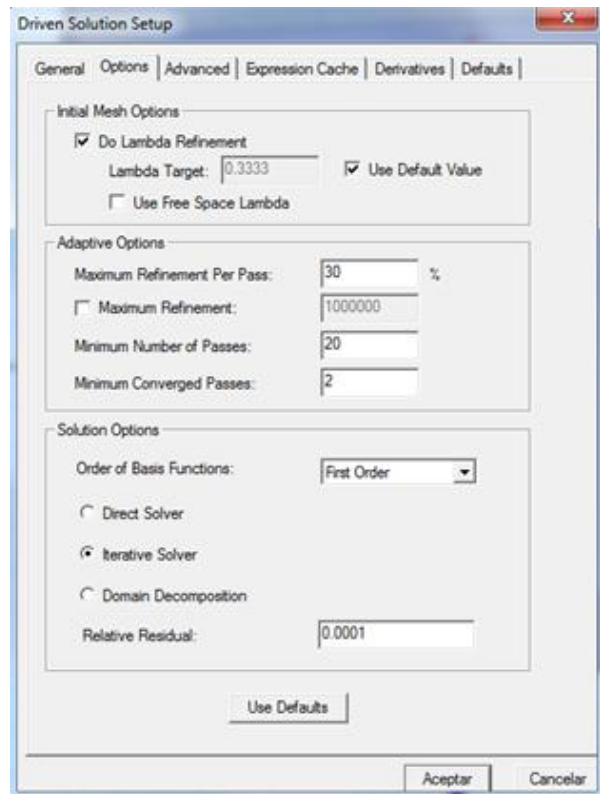 Driven Solution Setup
General | Options | Advanced | Expression Cache | Derivatives | Defaults |
Initial Mesh Options
Do Lambda Refinement
Lambda Target: 0.3333 Use Default Value
Use Free Space Lambda
Adaptive Options
Maximum Refinement Per Pass: 30 %
Maximum Refinement: 1000000
Minimum Number of Passes: 20
Minimum Converged Passes: 2
Solution Options
Order of Basis Functions: First Order
Direct Solver
Iterative Solver
Domain Decomposition
Relative Residual: 0.0001
Use Defaults
Aceptar Cancelar